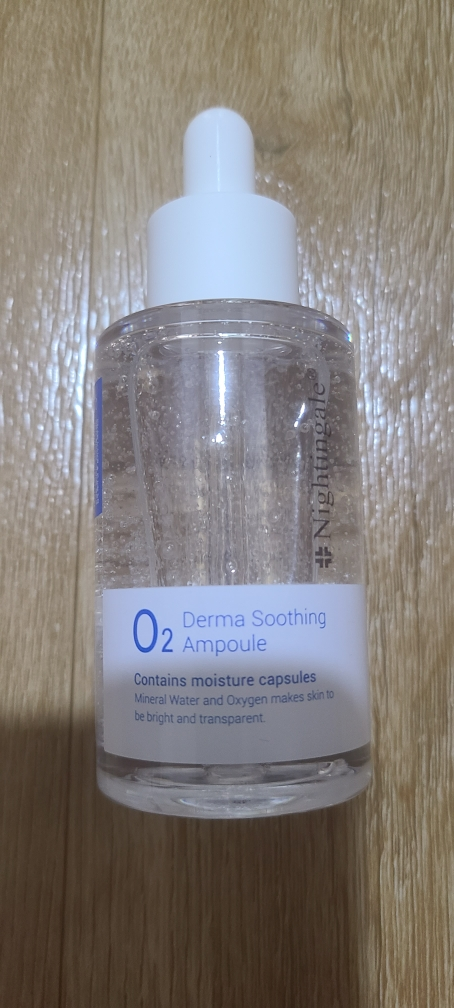 Nightingale
O2 Derma Soothing
Ampoule
Contains moisture capsules
Mineral Water and Oxygen makes skin to
be bright and transparent.